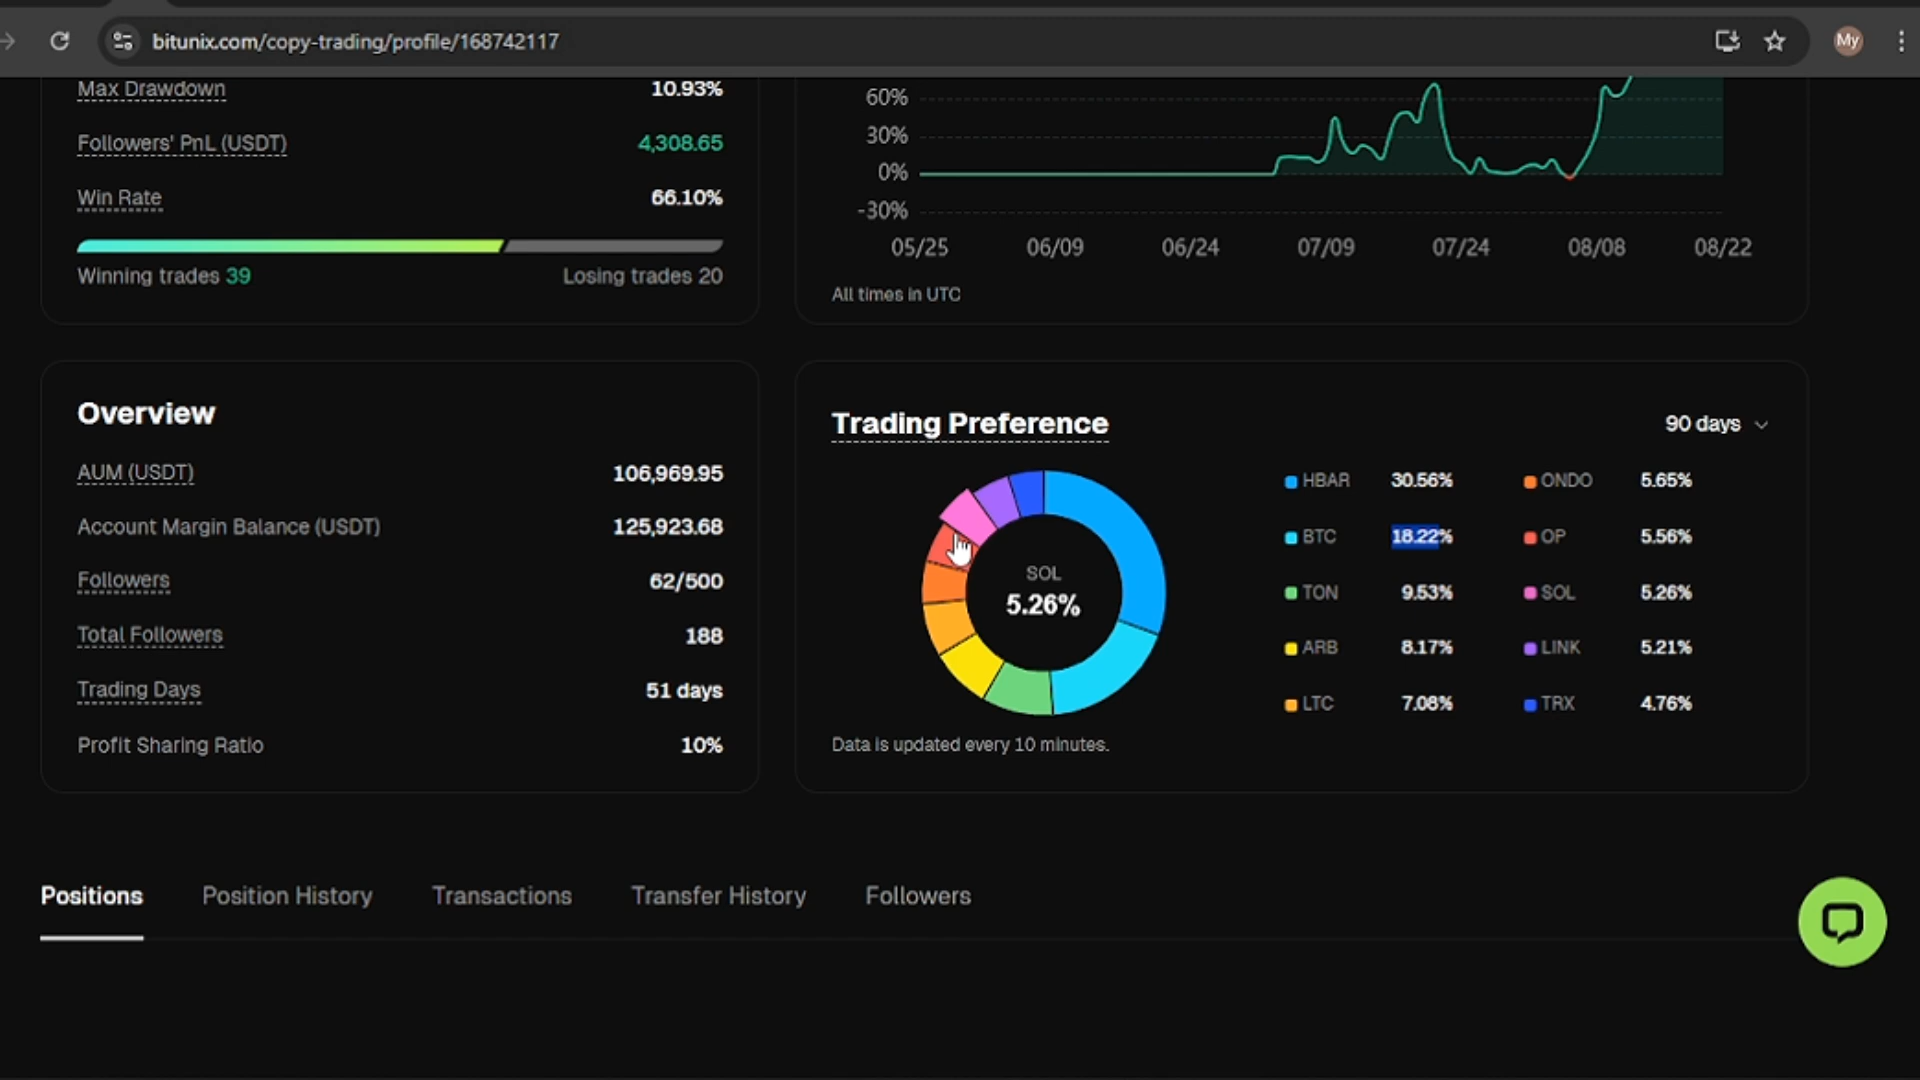 bitunix.com/copy-trading/profile/168742117
My
Max Drawdown 10.93%
Followers' PnL (USDT) 4,308.65
Win Rate 66.10%
Winning trades 39 Losing trades 20
60%
30%
0%
-30%
05/25 06/09 06/24 07/09 07/24 08/08 08/22
All times in UTC
Overview
AUM (USDT) 106,969.95
Account Margin Balance (USDT) 125,923.68
Followers 62/500
Total Followers 188
Trading Days 51 days
Profit Sharing Ratio 10%
Trading Preference 90 days
SOL
5.26%
HBAR 30.56% ONDO 5.65%
BTC 18.22% OP 5.56%
TON 9.53% SOL 5.26%
ARB 8.17% LINK 5.21%
LTC 7.08% TRX 4.76%
Data is updated every 10 minutes.
Positions Position History Transactions Transfer History Followers